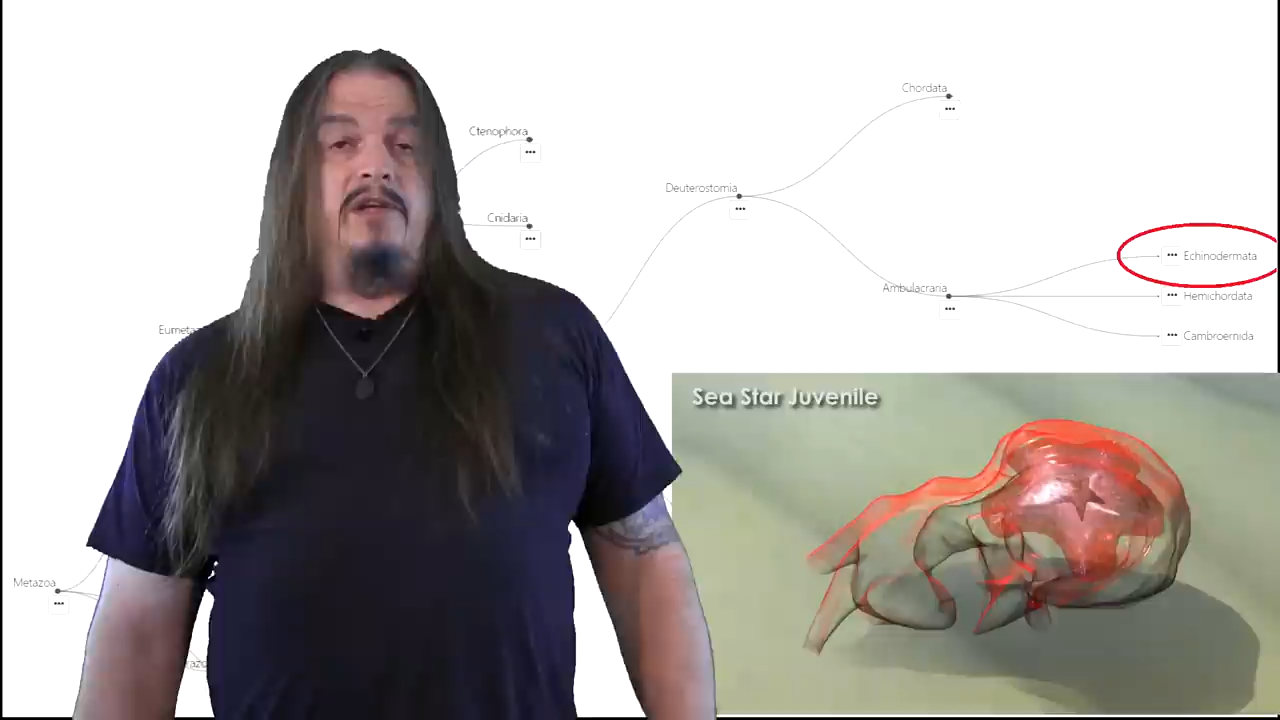 Chordata
Ctenophora
Deuterostomia
Cnidaria
Echinodermata
Ambulacraria
Hemichordata
Cambroernida
Sea Star Juvenile
Metazoa